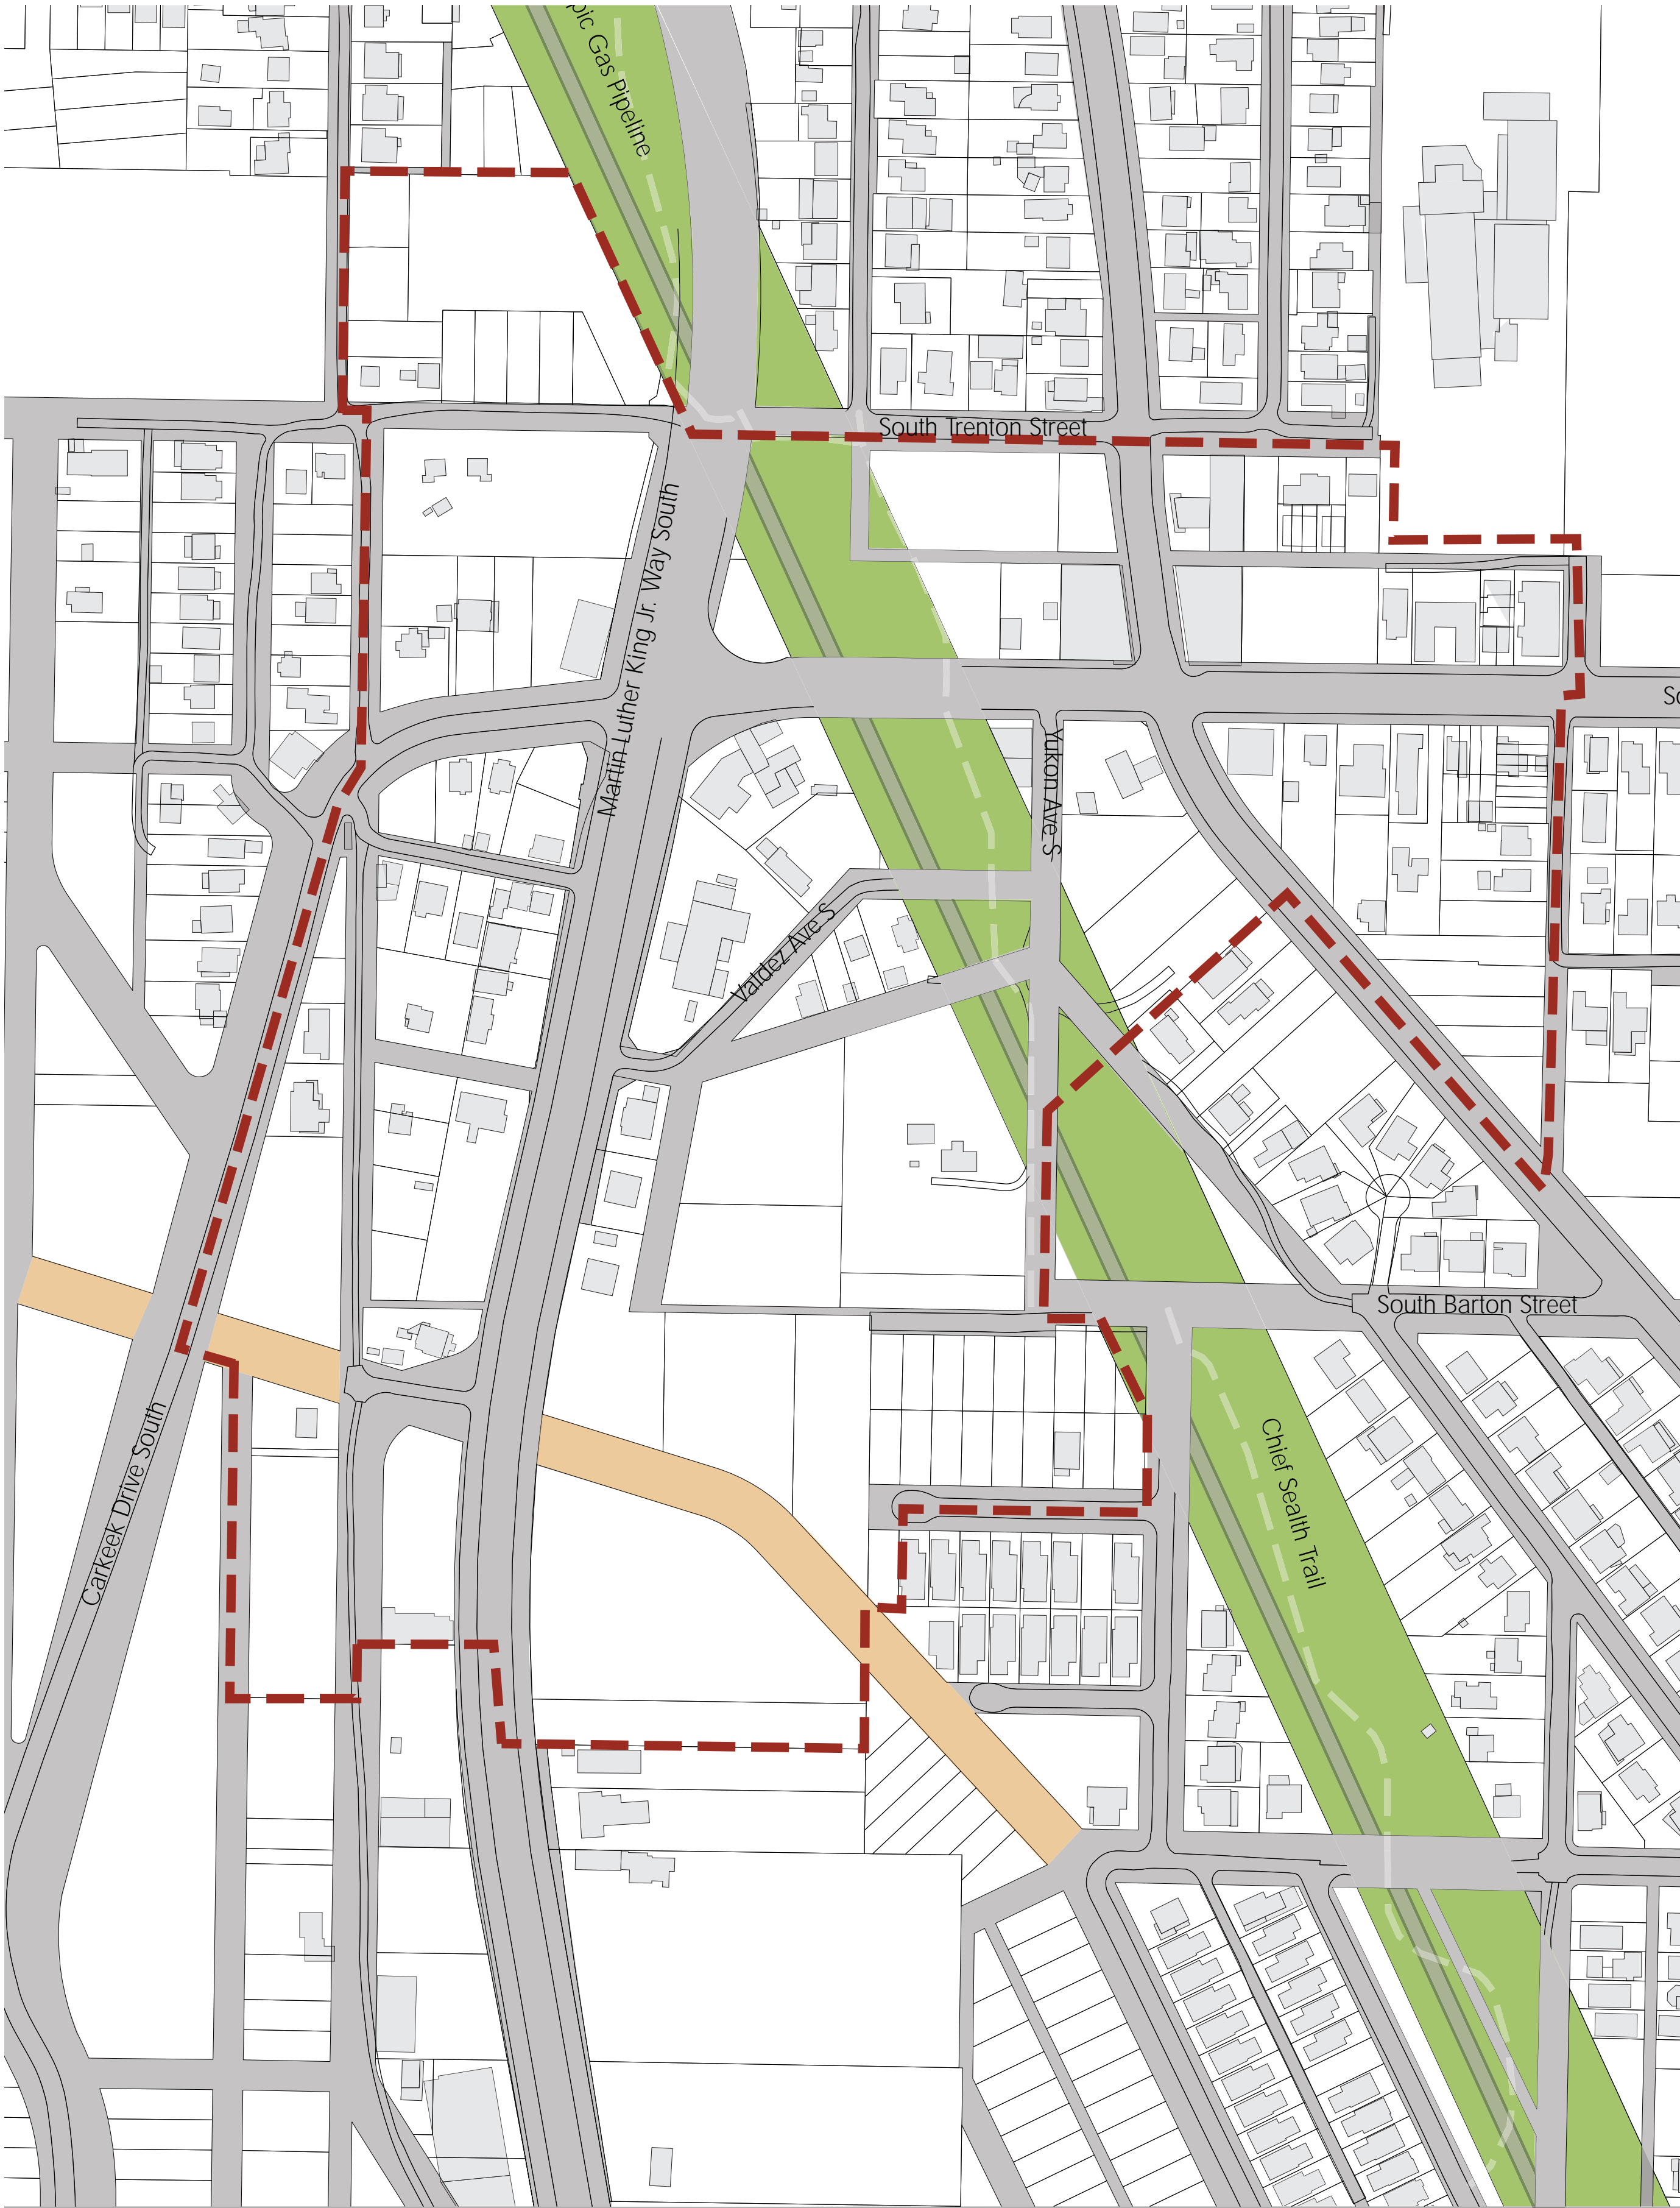 Gas Pipeline
South Trenton Street
Martin Luther King Jr. Way South
Yukon Ave S
Valdez Ave S
South Barton Street
Carkeek Drive South
Chief Sealth Trail